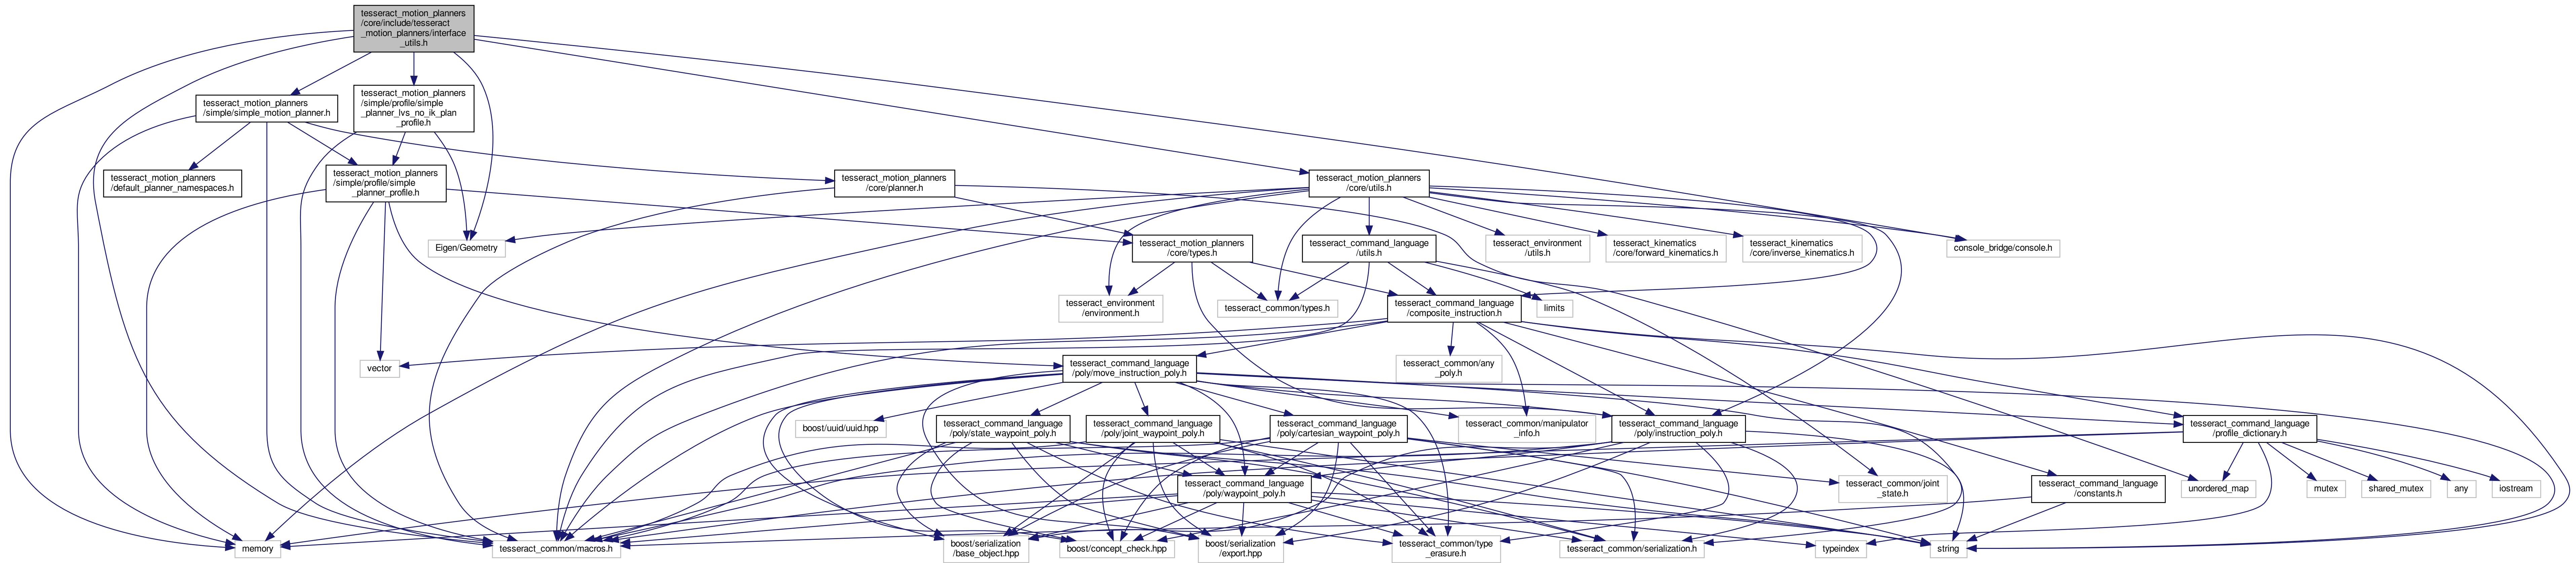 tesseract_motion_planners
/core/include/tesseract
_motion_planners/interface
_utils.h
tesseract_motion_planners
/simple/simple_motion_planner.h
tesseract_motion_planners
/simple/profile/simple
_planner_lvs_no_ik_plan
_profile.h
tesseract_motion_planners
/default_planner_namespaces.h
tesseract_motion_planners
/simple/profile/simple
_planner_profile.h
tesseract_motion_planners
/core/planner.h
tesseract_motion_planners
/core/utils.h
Eigen/Geometry
tesseract_motion_planners
/core/types.h
tesseract_command_language
/utils.h
tesseract_environment
/utils.h
tesseract_kinematics
/core/forward_kinematics.h
tesseract_kinematics
/core/inverse_kinematics.h
console_bridge/console.h
tesseract_environment
/environment.h
tesseract_common/types.h
tesseract_command_language
/composite_instruction.h
limits
vector
tesseract_command_language
/poly/move_instruction_poly.h
tesseract_common/any
_poly.h
boost/uuid/uuid.hpp
tesseract_command_language
/poly/state_waypoint_poly.h
tesseract_command_language
/poly/joint_waypoint_poly.h
tesseract_command_language
/poly/cartesian_waypoint_poly.h
tesseract_common/manipulator
_info.h
tesseract_command_language
/poly/instruction_poly.h
tesseract_command_language
/profile_dictionary.h
tesseract_command_language
/poly/waypoint_poly.h
tesseract_common/joint
_state.h
tesseract_command_language
/constants.h
unordered_map
mutex
shared_mutex
any
iostream
memory
tesseract_common/macros.h
boost/serialization
/base_object.hpp
boost/concept_check.hpp
boost/serialization
/export.hpp
tesseract_common/type
_erasure.h
tesseract_common/serialization.h
typeindex
string